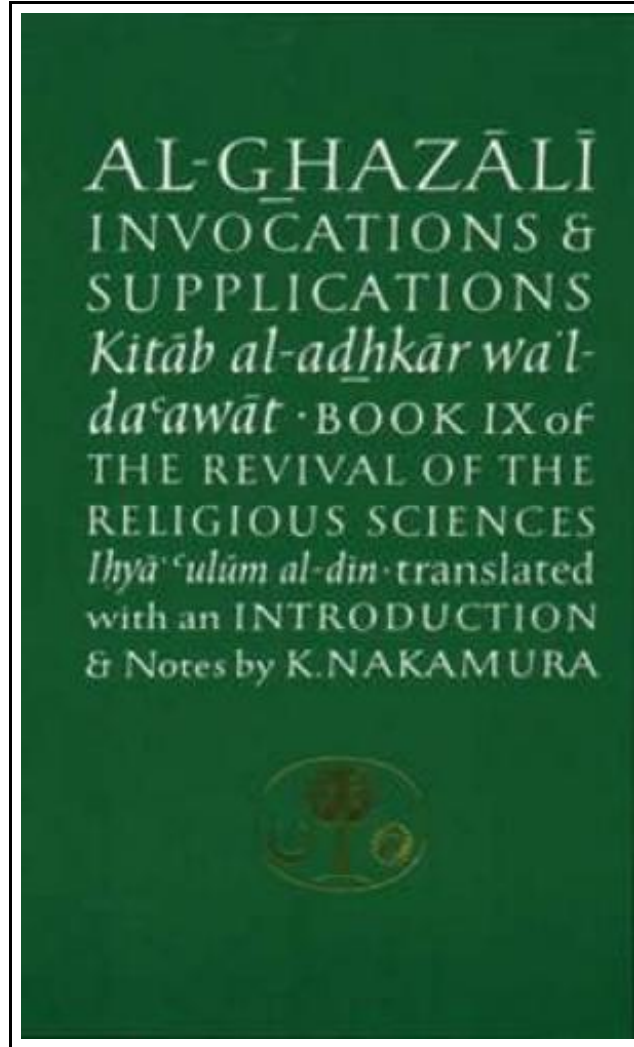 AL-GHAZĀLĪ
INVOCATIONS &
SUPPLICATIONS
Kitāb al-adhkār wa'l-
daʿawāt · BOOK IX of
THE REVIVAL OF THE
RELIGIOUS SCIENCES
Iḥyāʾ ʿulūm al-dīn · translated
with an INTRODUCTION
& Notes by K. NAKAMURA